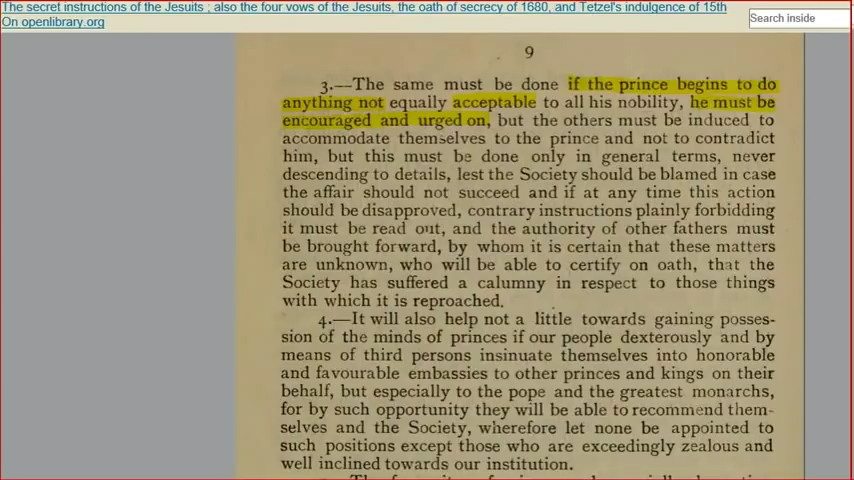 The secret instructions of the Jesuits ; also the four vows of the Jesuits, the oath of secrecy of 1680, and Tetzel's indulgence of 15th
On openlibrary.org
Search inside
9
3.—The same must be done if the prince begins to do
anything not equally acceptable to all his nobility, he must be
encouraged and urged on, but the others must be induced to
accommodate themselves to the prince and not to contradict
him, but this must be done only in general terms, never
descending to details, lest the Society should be blamed in case
the affair should not succeed and if at any time this action
should be disapproved, contrary instructions plainly forbidding
it must be read out, and the authority of other fathers must
be brought forward, by whom it is certain that these matters
are unknown, who will be able to certify on oath, that the
Society has suffered a calumny in respect to those things
with which it is reproached.
4.—It will also help not a little towards gaining posses-
sion of the minds of princes if our people dexterously and by
means of third persons insinuate themselves into honorable
and favourable embassies to other princes and kings on their
behalf, but especially to the pope and the greatest monarchs,
for by such opportunity they will be able to recommend them-
selves and the Society, wherefore let none be appointed to
such positions except those who are exceedingly zealous and
well inclined towards our institution.